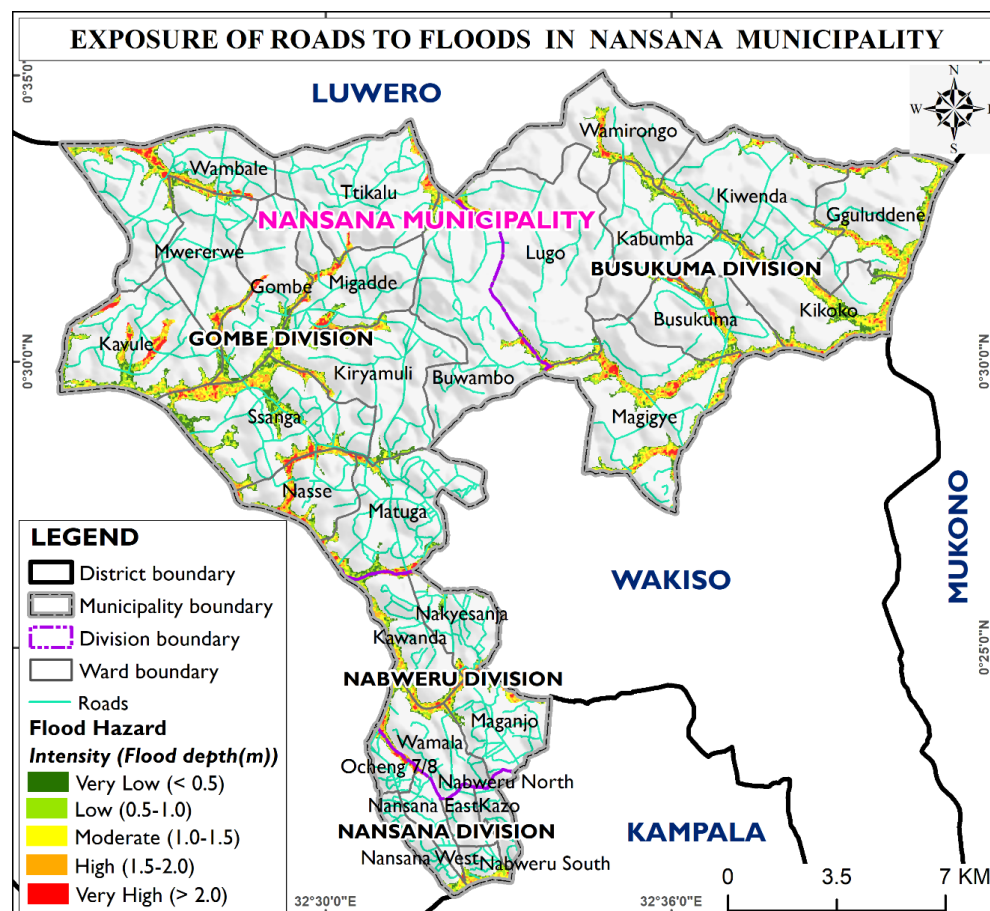 EXPOSURE OF ROADS TO FLOODS IN NANSANA MUNICIPALITY
0°35'0"
LUWERO
N
W
S
Wamirongo
Wambale
Ttikalu
Kiwenda
NANSANA MUNICIPALITY
Gguluddene
Mwererwe
Lugo
Kabumba
BUSUKUMA DIVISION
Gombe
Migadde
Kikoko
Busukuma
Kavule
GOMBE DIVISION
0°30'0"N
0°30'0"N
Kiryamuli
Buwambo
Ssanga
Magigye
Nasse
Matuga
MUKONO
WAKISO
Nakyesanja
Kawanda
0°25'0"N
NABWERU DIVISION
Maganjo
Wamala
Ocheng 7/8
Nabweru North
Nansana East
Kazo
NANSANA DIVISION
KAMPALA
Nansana West
Nabweru South
LEGEND
District boundary
Municipality boundary
Division boundary
Ward boundary
Roads
Flood Hazard
Intensity (Flood depth(m))
Very Low (< 0.5)
Low (0.5-1.0)
Moderate (1.0-1.5)
High (1.5-2.0)
Very High (> 2.0)
0 3.5 7 KM
32°30'0"E 32°36'0"E